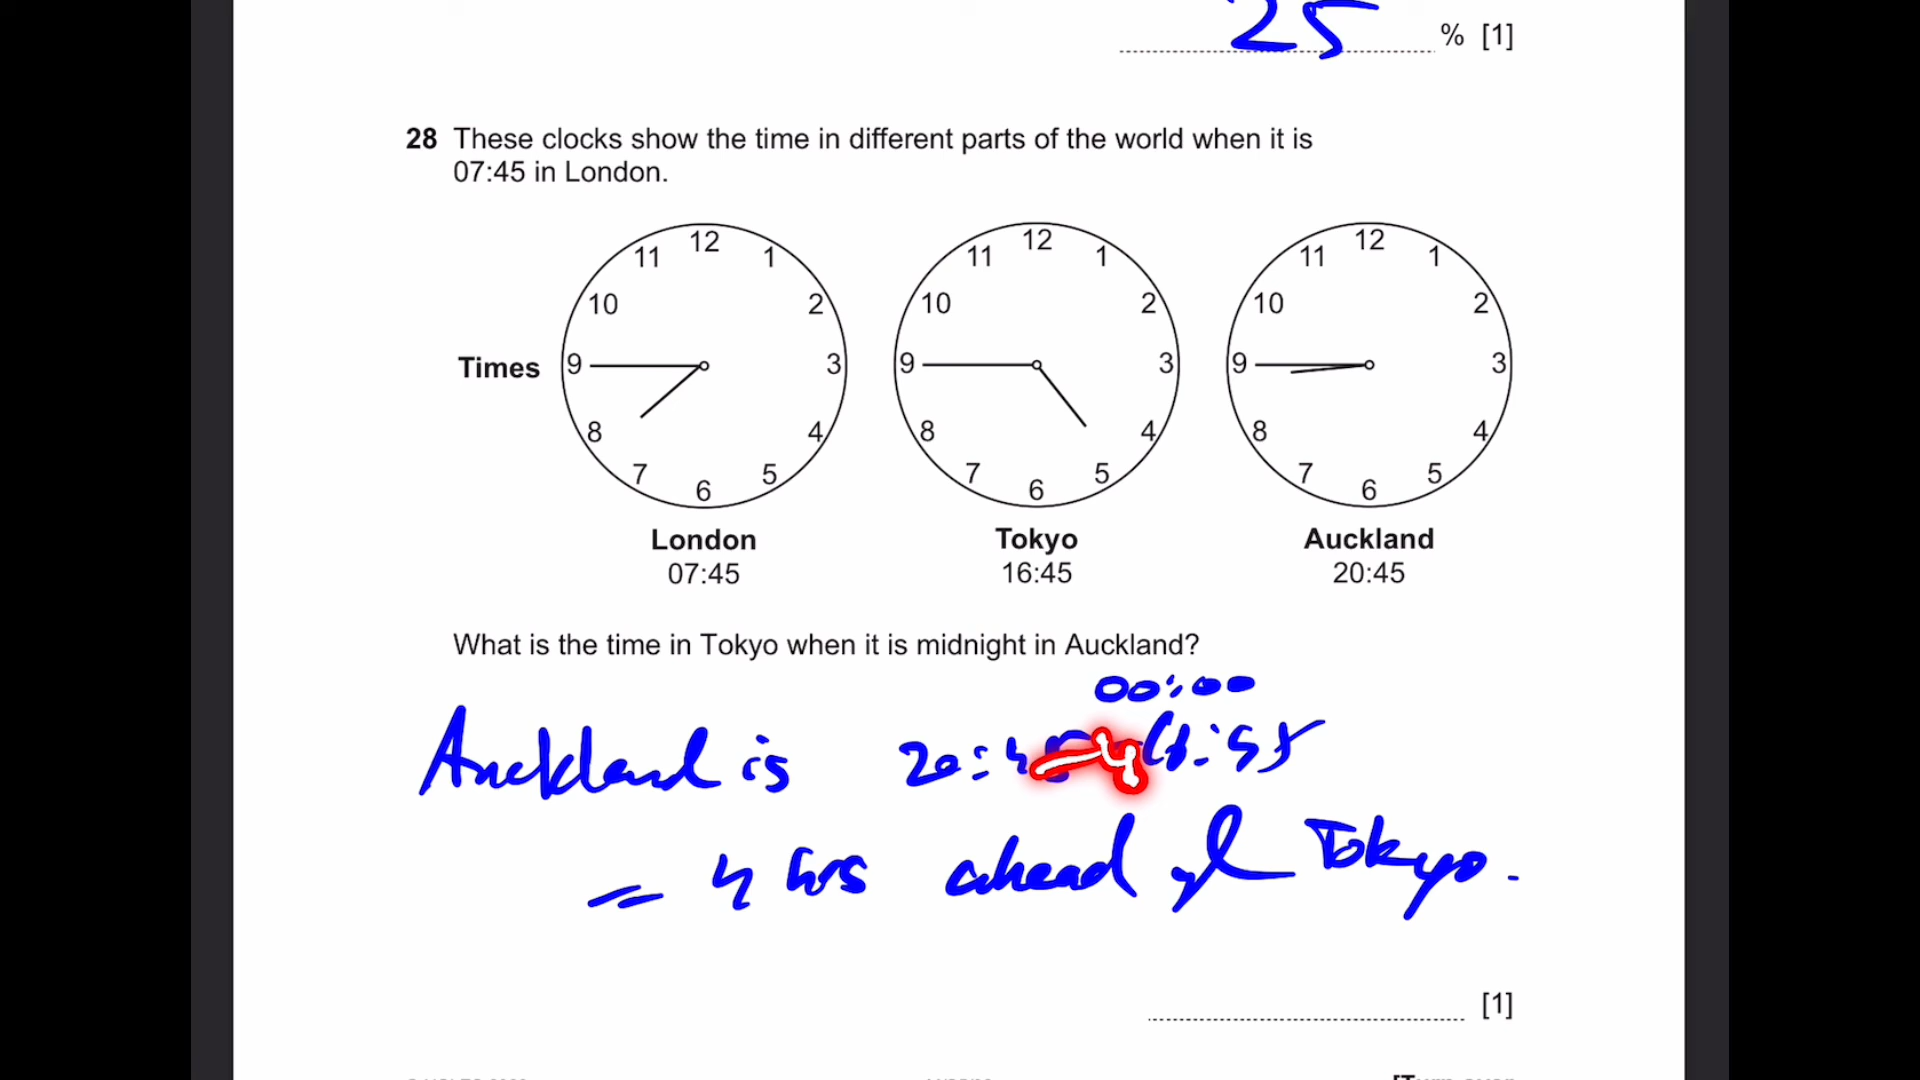 25
% [1]
28 These clocks show the time in different parts of the world when it is
07:45 in London.
12 12 12
11 1 11 1 11 1
10 2 10 2 10 2
Times 9 3 9 3 9 3
8 4 8 4 8 4
7 5 7 5 7 5
6 6 6
London Tokyo Auckland
07:45 16:45 20:45
What is the time in Tokyo when it is midnight in Auckland?
00:00
Auckland is 20:45
= 4 hrs ahead of Tokyo.
[1]